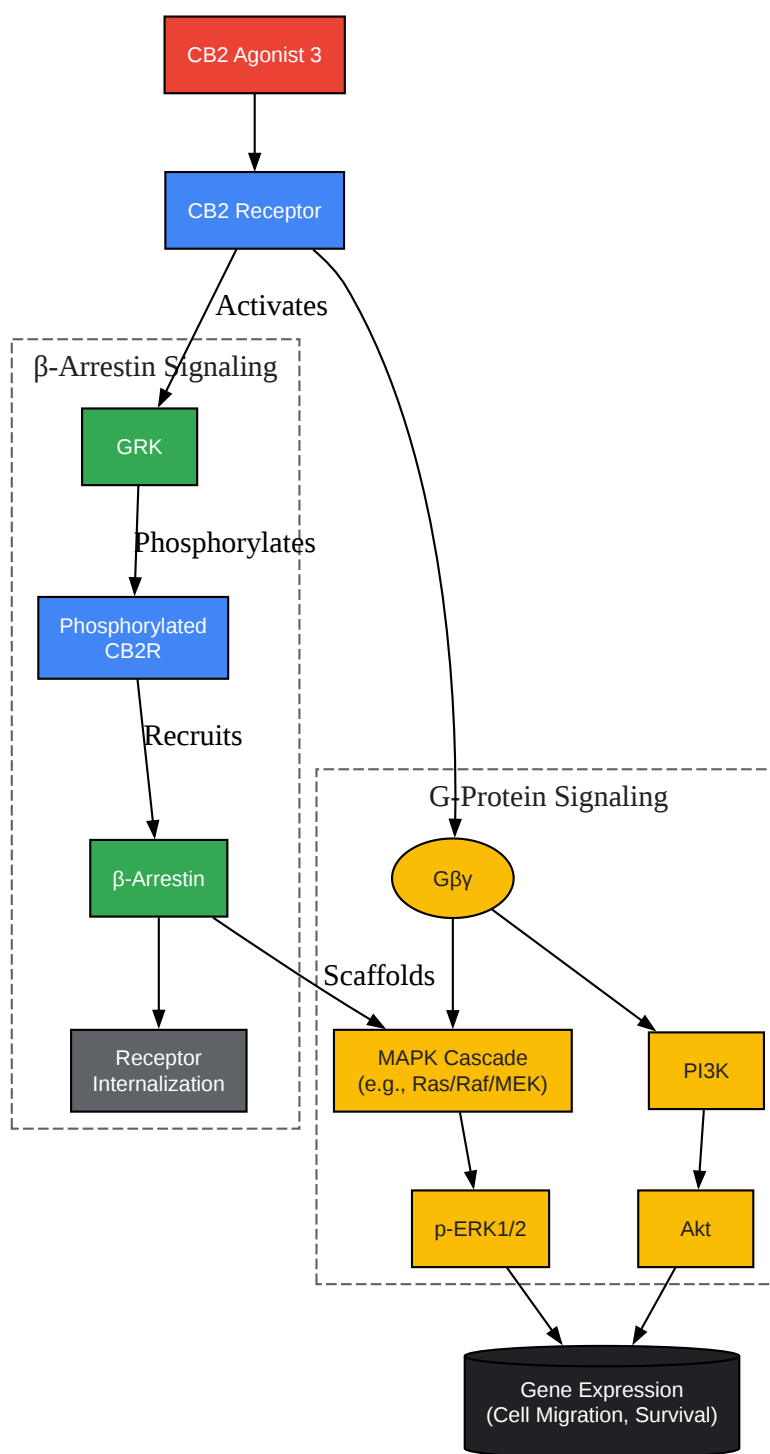 CB2 Agonist 3
CB2 Receptor
Activates
β-Arrestin Signaling
GRK
Phosphorylates
Phosphorylated
CB2R
Recruits
G-Protein Signaling
β-Arrestin
Gβγ
Scaffolds
Receptor
Internalization
MAPK Cascade
(e.g., Ras/Raf/MEK)
PI3K
p-ERK1/2
Akt
Gene Expression
(Cell Migration, Survival)